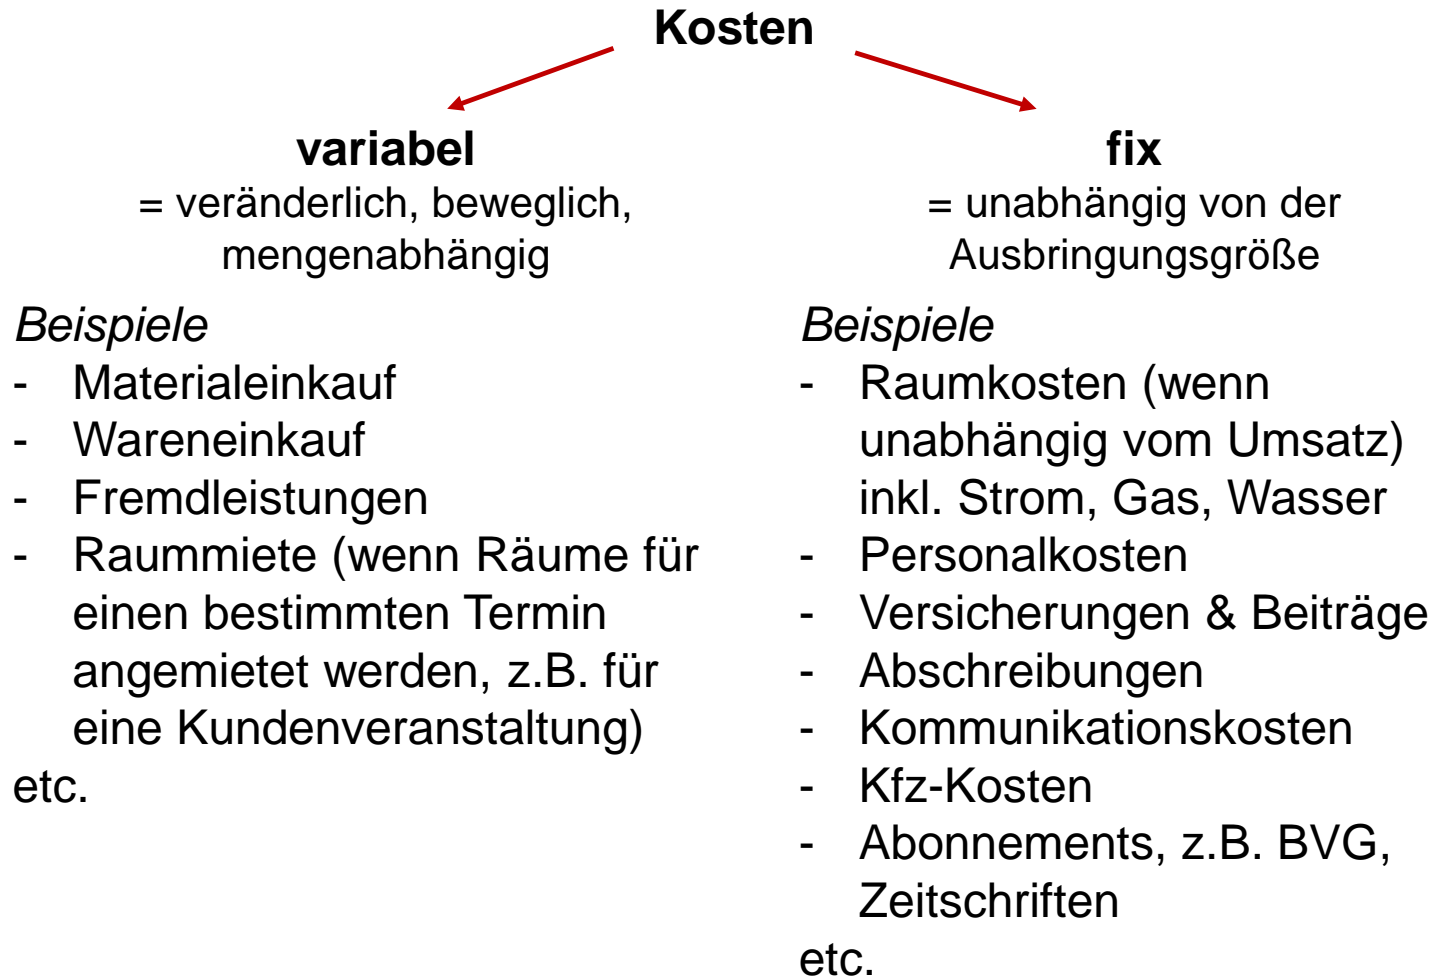 Kosten
variabel
= veränderlich, beweglich,
mengenabhängig
Beispiele
- Materialeinkauf
- Wareneinkauf
- Fremdleistungen
- Raummiete (wenn Räume für
einen bestimmten Termin
angemietet werden, z.B. für
eine Kundenveranstaltung)
etc.
fix
= unabhängig von der
Ausbringungsgröße
Beispiele
- Raumkosten (wenn
unabhängig vom Umsatz)
inkl. Strom, Gas, Wasser
- Personalkosten
- Versicherungen & Beiträge
- Abschreibungen
- Kommunikationskosten
- Kfz-Kosten
- Abonnements, z.B. BVG,
Zeitschriften
etc.